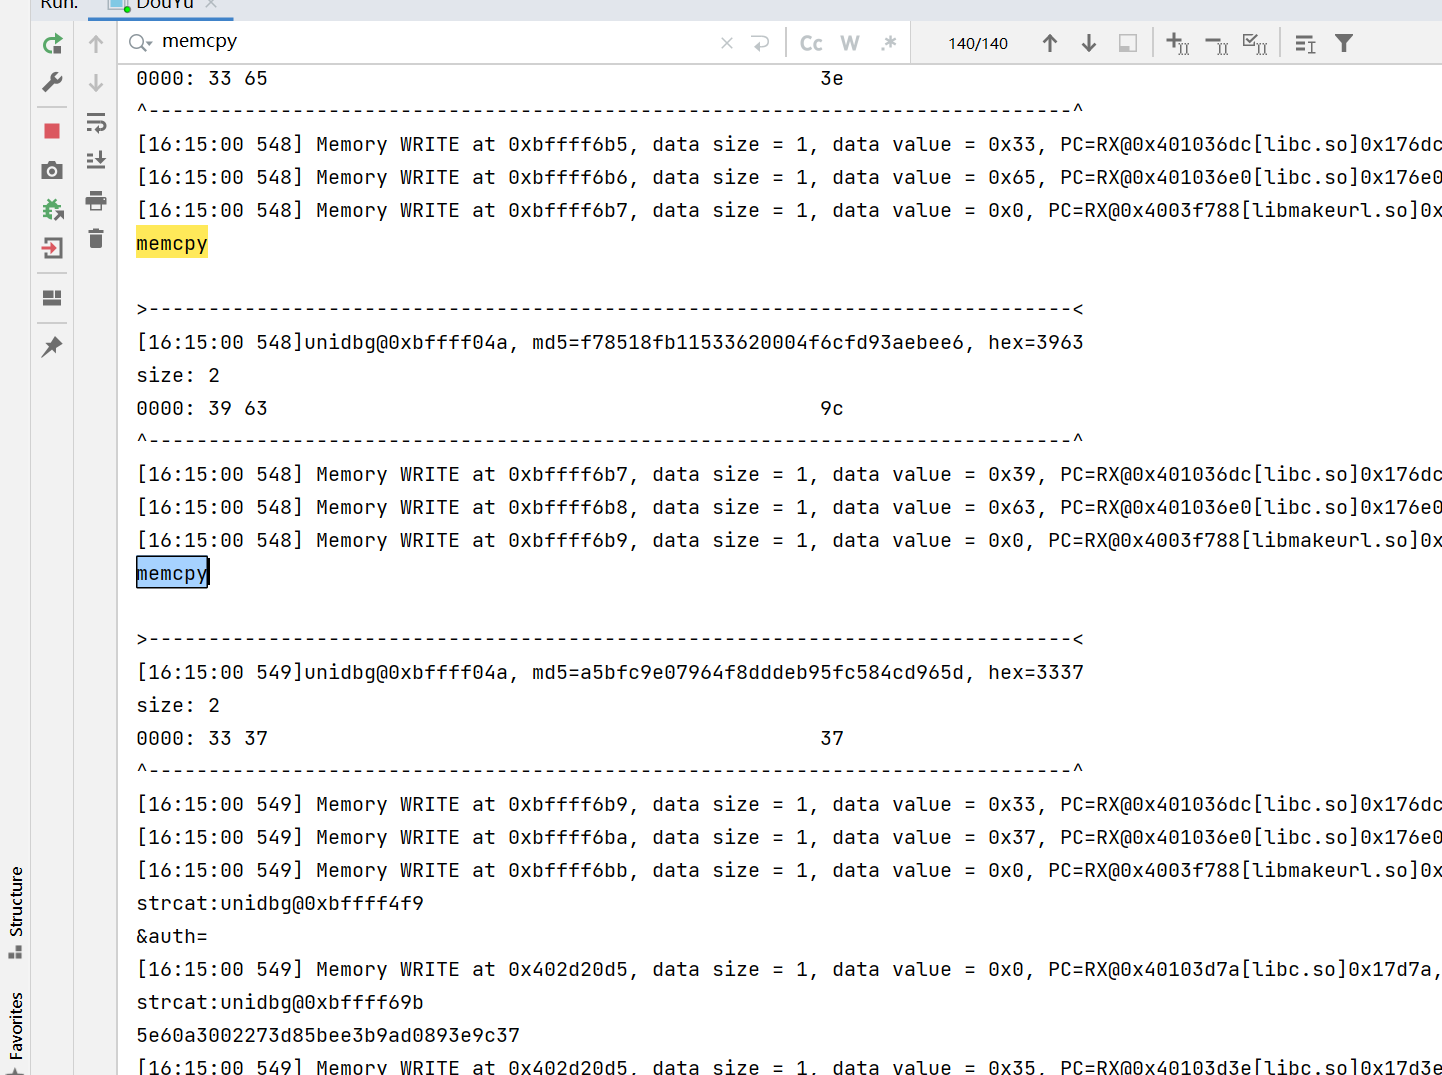 Run:
DouYu
memcpy
Cc W .*
140/140
0000: 33 65 3e
^-----------------------------------------------------------------------------^
[16:15:00 548] Memory WRITE at 0xbffff6b5, data size = 1, data value = 0x33, PC=RX@0x401036dc[libc.so]0x176dc
[16:15:00 548] Memory WRITE at 0xbffff6b6, data size = 1, data value = 0x65, PC=RX@0x401036e0[libc.so]0x176e0
[16:15:00 548] Memory WRITE at 0xbffff6b7, data size = 1, data value = 0x0, PC=RX@0x4003f788[libmakeurl.so]0x
memcpy
>-----------------------------------------------------------------------------<
[16:15:00 548]unidbg@0xbffff04a, md5=f78518fb11533620004f6cfd93aebee6, hex=3963
size: 2
0000: 39 63 9c
^-----------------------------------------------------------------------------^
[16:15:00 548] Memory WRITE at 0xbffff6b7, data size = 1, data value = 0x39, PC=RX@0x401036dc[libc.so]0x176dc
[16:15:00 548] Memory WRITE at 0xbffff6b8, data size = 1, data value = 0x63, PC=RX@0x401036e0[libc.so]0x176e0
[16:15:00 548] Memory WRITE at 0xbffff6b9, data size = 1, data value = 0x0, PC=RX@0x4003f788[libmakeurl.so]0x
memcpy
>-----------------------------------------------------------------------------<
[16:15:00 549]unidbg@0xbffff04a, md5=a5bfc9e07964f8dddeb95fc584cd965d, hex=3337
size: 2
0000: 33 37 37
^-----------------------------------------------------------------------------^
[16:15:00 549] Memory WRITE at 0xbffff6b9, data size = 1, data value = 0x33, PC=RX@0x401036dc[libc.so]0x176dc
[16:15:00 549] Memory WRITE at 0xbffff6ba, data size = 1, data value = 0x37, PC=RX@0x401036e0[libc.so]0x176e0
[16:15:00 549] Memory WRITE at 0xbffff6bb, data size = 1, data value = 0x0, PC=RX@0x4003f788[libmakeurl.so]0x
strcat:unidbg@0xbffff4f9
&auth=
[16:15:00 549] Memory WRITE at 0x402d20d5, data size = 1, data value = 0x0, PC=RX@0x40103d7a[libc.so]0x17d7a,
strcat:unidbg@0xbffff69b
5e60a3002273d85bee3b9ad0893e9c37
[16:15:00 549] Memory WRITE at 0x402d20d5, data size = 1, data value = 0x35, PC=RX@0x40103d3e[libc.so]0x17d3e
Structure
Favorites